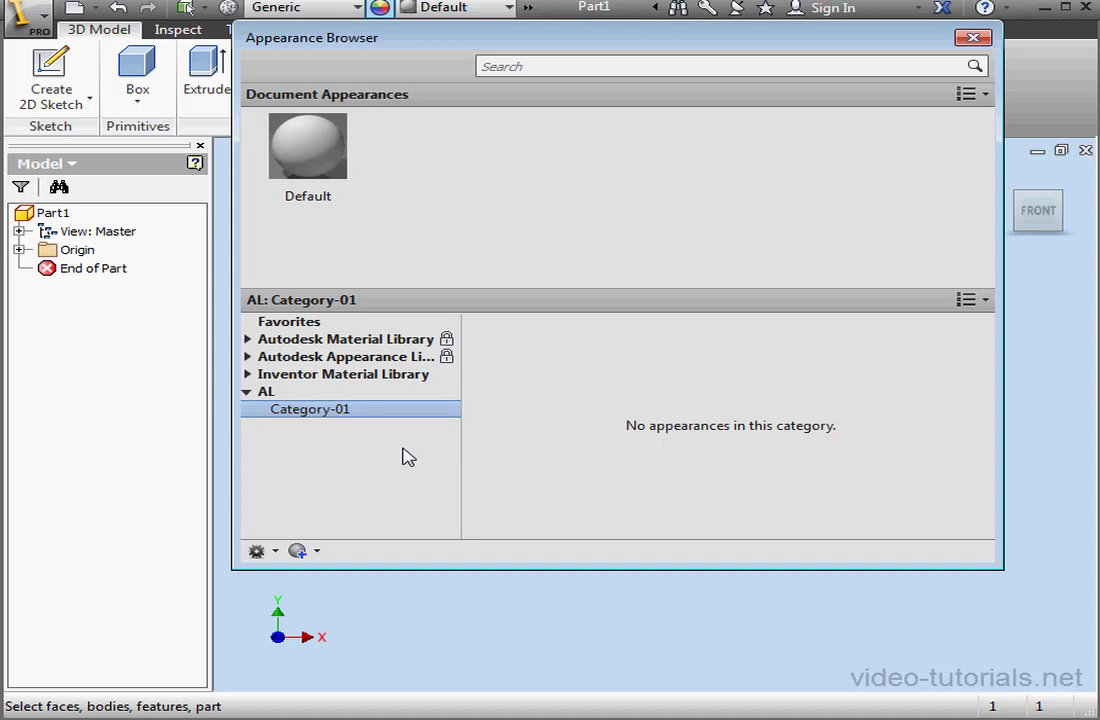 Generic
Default
Part1
Sign In
PRO
3D Model
Inspect
Appearance Browser
Search
Create
2D Sketch
Box
Extrude
Sketch
Primitives
Document Appearances
Default
Model
Part1
View: Master
Origin
End of Part
FRONT
AL: Category-01
Favorites
Autodesk Material Library
Autodesk Appearance Li...
Inventor Material Library
AL
Category-01
No appearances in this category.
Y
X
video-tutorials.net
Select faces, bodies, features, part
1
1